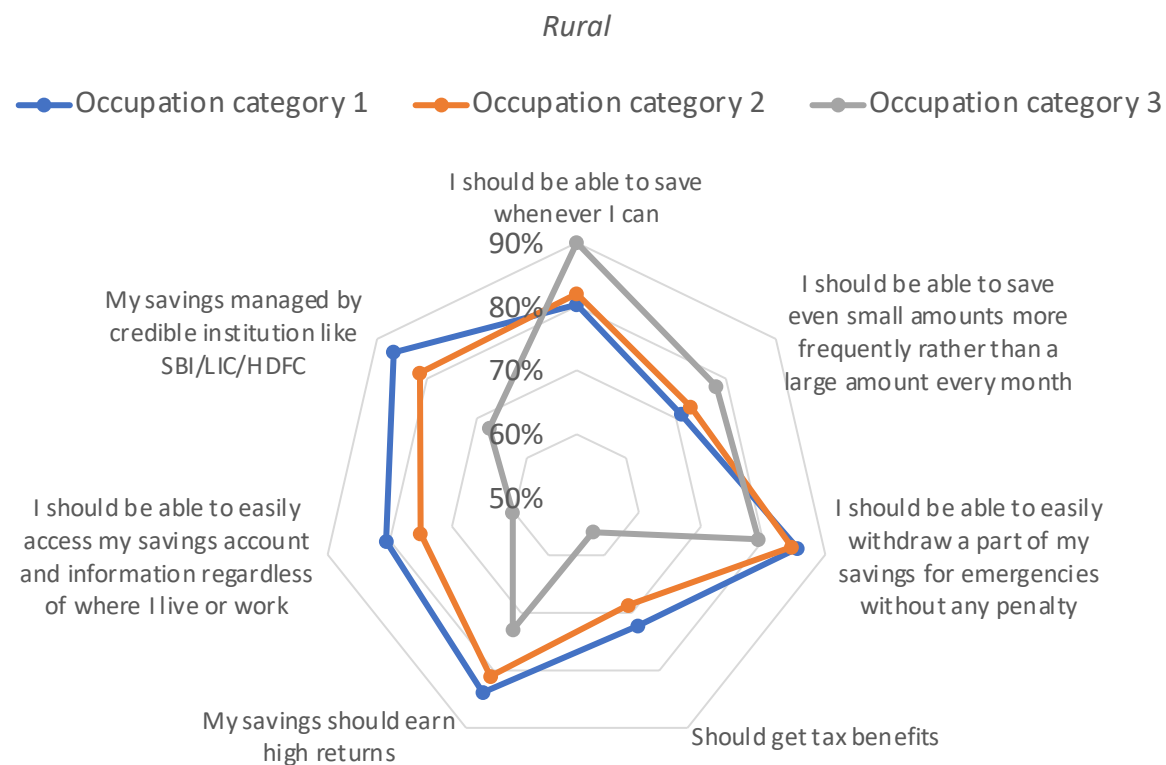 Rural
Occupation category 1
Occupation category 2
Occupation category 3
I should be able to save
whenever I can
90%
80%
70%
60%
50%
I should be able to save
even small amounts more
frequently rather than a
large amount every month
I should be able to easily
withdraw a part of my
savings for emergencies
without any penalty
Should get tax benefits
My savings should earn
high returns
I should be able to easily
access my savings account
and information regardless
of where I live or work
My savings managed by
credible institution like
SBI/LIC/HDFC